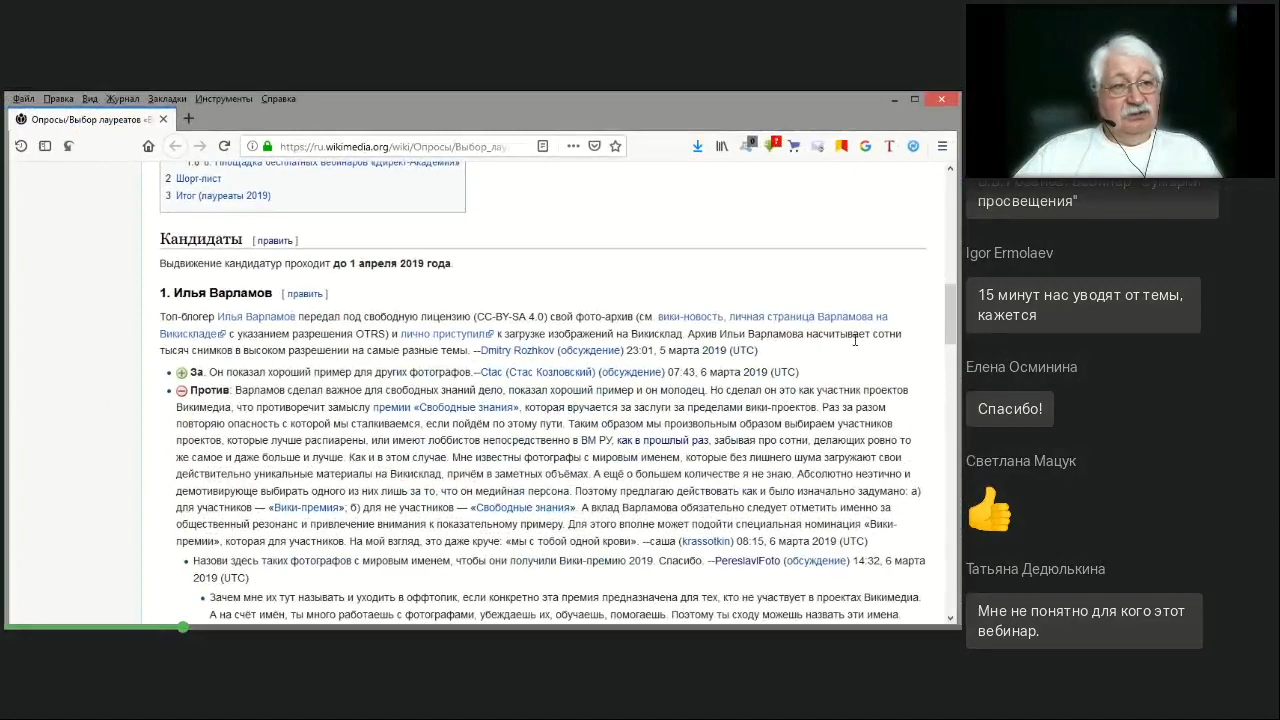 Файл Правка Вид Журнал Закладки Инструменты Справка
Опросы/Выбор лауреатов «В
https://ru.wikimedia.org/wiki/Опросы/Выбор_лау
площадка бесплатных вебинаров «Директ-Академия»
2 Шорт-лист
3 Итог (лауреаты 2019)
Кандидаты [ править ]
Выдвижение кандидатур проходит до 1 апреля 2019 года.
1. Илья Варламов [ править ]
Топ-блогер Илья Варламов передал под свободную лицензию (CC-BY-SA 4.0) свой фото-архив (см. вики-новость, личная страница Варламова на
Викискладе с указанием разрешения OTRS) и лично приступил к загрузке изображений на Викисклад. Архив Ильи Варламова насчитывает сотни
тысяч снимков в высоком разрешении на самые разные темы. --Dmitry Rozhkov (обсуждение) 23:01, 5 марта 2019 (UTC)
• За. Он показал хороший пример для других фотографов.--Ctac (Стас Козловский) (обсуждение) 07:43, 6 марта 2019 (UTC)
• Против: Варламов сделал важное для свободных знаний дело, показал хороший пример и он молодец. Но сделал он это как участник проектов
Викимедиа, что противоречит замыслу премии «Свободные знания», которая вручается за заслуги за пределами вики-проектов. Раз за разом
повторяю опасность с которой мы сталкиваемся, если пойдём по этому пути. Таким образом мы произвольным образом выбираем участников
проектов, которые лучше распиарены, или имеют лоббистов непосредственно в ВМ РУ, как в прошлый раз, забывая про сотни, делающих ровно то
же самое и даже больше и лучше. Как и в этом случае. Мне известны фотографы с мировым именем, которые без лишнего шума загружают свои
действительно уникальные материалы на Викисклад, причём в заметных объёмах. А ещё о большем количестве я не знаю. Абсолютно неэтично и
демотивирующе выбирать одного из них лишь за то, что он медийная персона. Поэтому предлагаю действовать как и было изначально задумано: а)
для участников — «Вики-премия»; б) для не участников — «Свободные знания». А вклад Варламова обязательно следует отметить именно за
общественный резонанс и привлечение внимания к показательному примеру. Для этого вполне может подойти специальная номинация «Вики-
премии», которая для участников. На мой взгляд, это даже круче: «мы с тобой одной крови». --саша (krassotkin) 08:15, 6 марта 2019 (UTC)
• Назови здесь таких фотографов с мировым именем, чтобы они получили Вики-премию 2019. Спасибо. --PereslavlFoto (обсуждение) 14:32, 6 марта
2019 (UTC)
• Зачем мне их тут называть и уходить в оффтопик, если конкретно эта премия предназначена для тех, кто не участвует в проектах Викимедиа.
А на счёт имён, ты много работаешь с фотографами, убеждаешь их, обучаешь, помогаешь. Поэтому ты сходу можешь назвать эти имена.
просвещения"
Igor Ermolaev
15 минут нас уводят от темы,
кажется
Елена Осминина
Спасибо!
Светлана Мацук
Татьяна Дедюлькина
Мне не понятно для кого этот
вебинар.